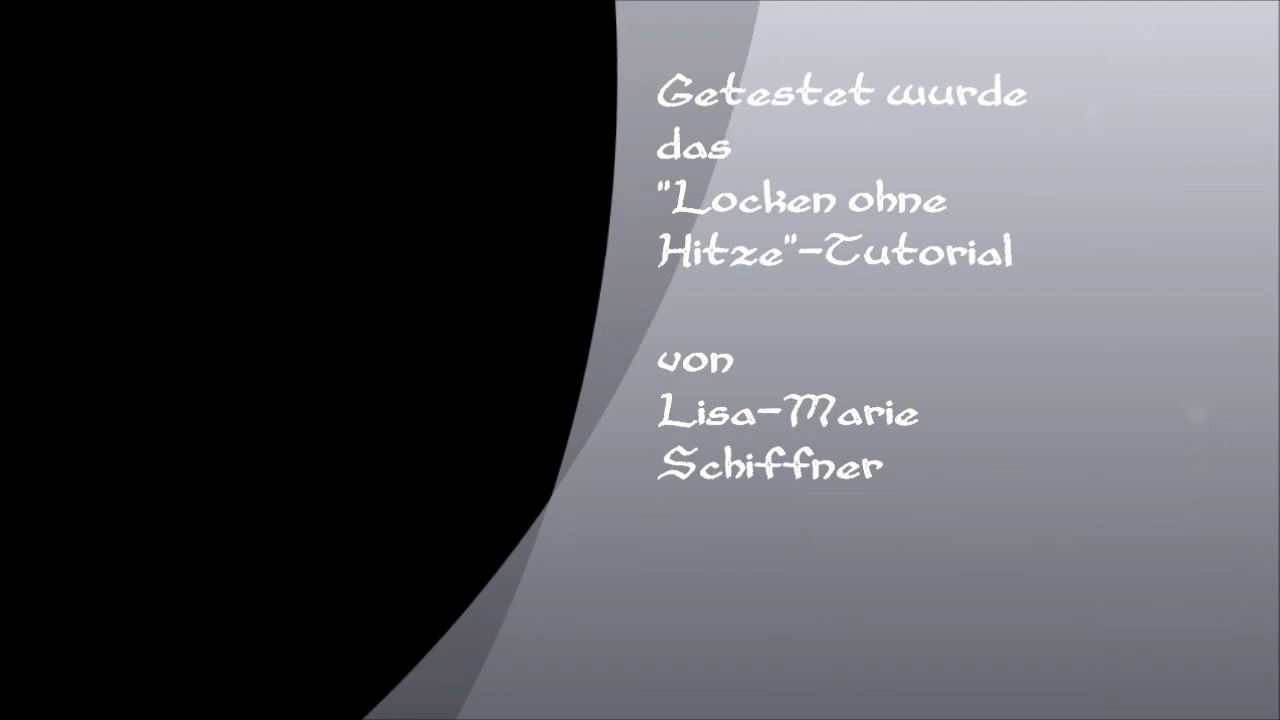 Getestet wurde
das
"Locken ohne
Hitze"-Tutorial
von
Lisa-Marie
Schiffner